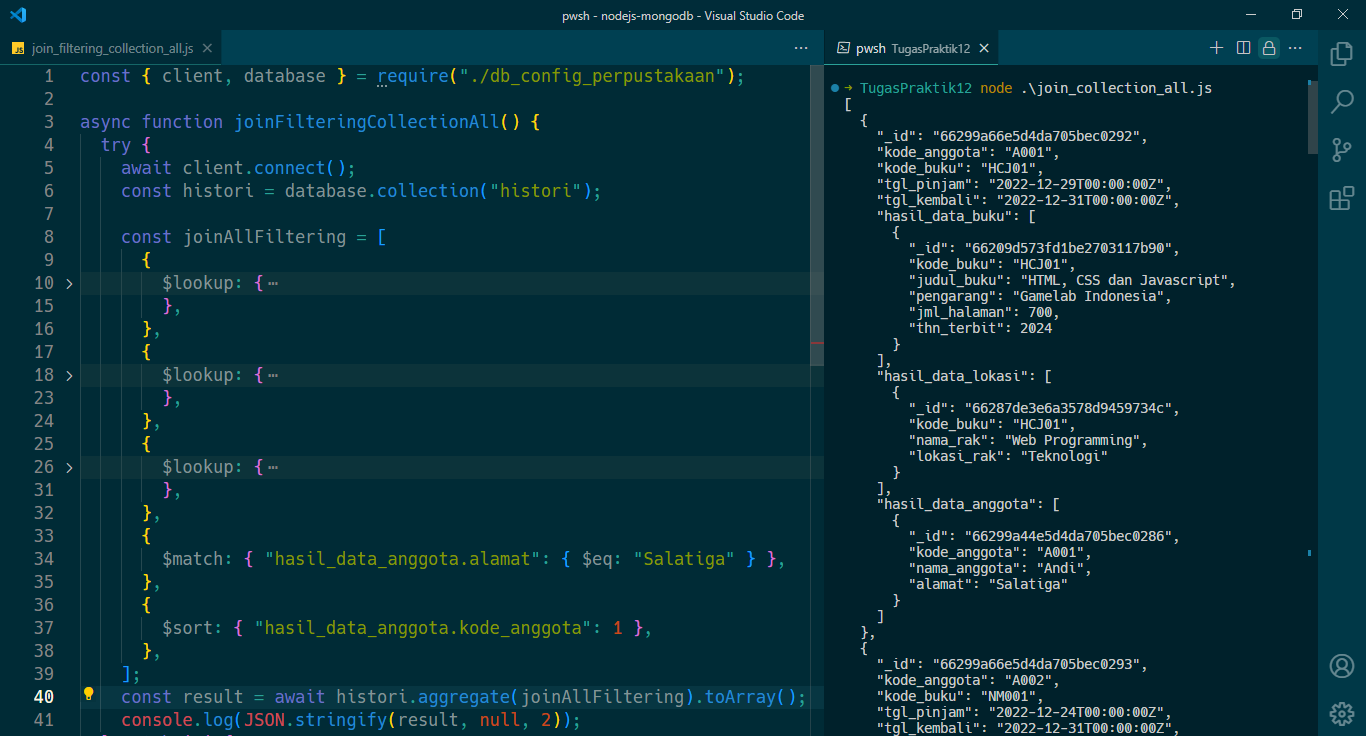 pwsh - nodejs-mongodb - Visual Studio Code
JS join_filtering_collection_all.js
1 const { client, database } = require("./db_config_perpustakaan");
2
3 async function joinFilteringCollectionAll() {
4 try {
5 await client.connect();
6 const histori = database.collection("histori");
7
8 const joinAllFiltering = [
9 {
10 $lookup: { ⋯
15 },
16 },
17 {
18 $lookup: { ⋯
23 },
24 },
25 {
26 $lookup: { ⋯
31 },
32 },
33 {
34 $match: { "hasil_data_anggota.alamat": { $eq: "Salatiga" } },
35 },
36 {
37 $sort: { "hasil_data_anggota.kode_anggota": 1 },
38 },
39 ];
40 const result = await histori.aggregate(joinAllFiltering).toArray();
41 console.log(JSON.stringify(result, null, 2));
pwsh TugasPraktik12
➜ TugasPraktik12 node .\join_collection_all.js
[
{
"_id": "66299a66e5d4da705bec0292",
"kode_anggota": "A001",
"kode_buku": "HCJ01",
"tgl_pinjam": "2022-12-29T00:00:00Z",
"tgl_kembali": "2022-12-31T00:00:00Z",
"hasil_data_buku": [
{
"_id": "66209d573fd1be2703117b90",
"kode_buku": "HCJ01",
"judul_buku": "HTML, CSS dan Javascript",
"pengarang": "Gamelab Indonesia",
"jml_halaman": 700,
"thn_terbit": 2024
}
],
"hasil_data_lokasi": [
{
"_id": "66287de3e6a3578d9459734c",
"kode_buku": "HCJ01",
"nama_rak": "Web Programming",
"lokasi_rak": "Teknologi"
}
],
"hasil_data_anggota": [
{
"_id": "66299a44e5d4da705bec0286",
"kode_anggota": "A001",
"nama_anggota": "Andi",
"alamat": "Salatiga"
}
]
},
{
"_id": "66299a66e5d4da705bec0293",
"kode_anggota": "A002",
"kode_buku": "NM001",
"tgl_pinjam": "2022-12-24T00:00:00Z",
"tgl_kembali": "2022-12-31T00:00:00Z",